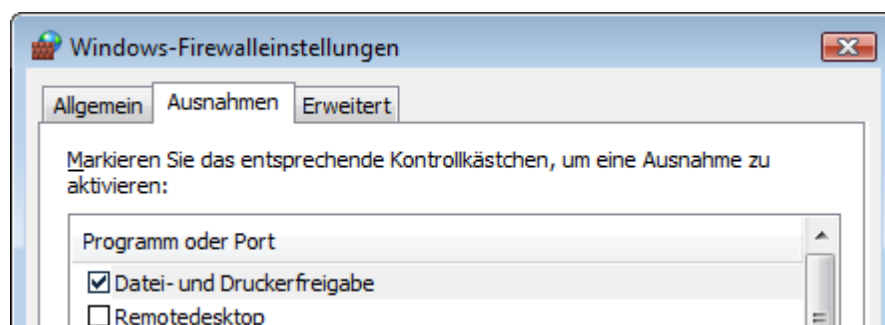 Windows-Firewalleinstellungen
Allgemein Ausnahmen Erweitert
Markieren Sie das entsprechende Kontrollkästchen, um eine Ausnahme zu
aktivieren:
Programm oder Port
Datei- und Druckerfreigabe
Remotedesktop